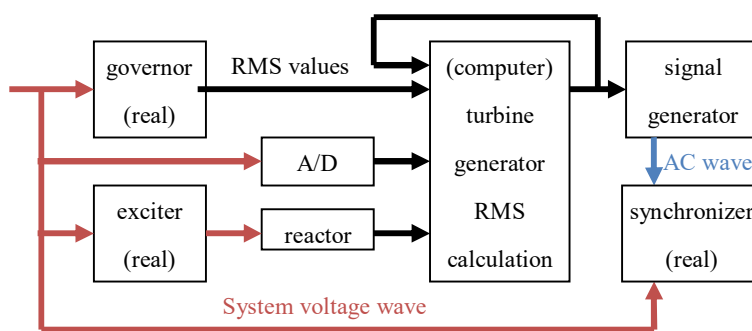 governor
(real)
RMS values
(computer)
turbine
generator
RMS
calculation
signal
generator
A/D
AC wave
exciter
(real)
reactor
synchronizer
(real)
System voltage wave